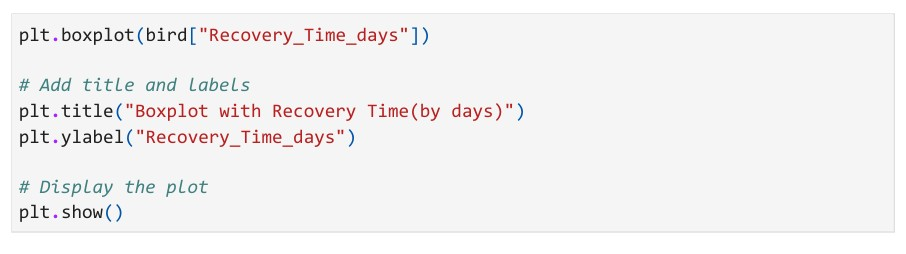 plt.boxplot(bird["Recovery_Time_days"])
# Add title and labels
plt.title("Boxplot with Recovery Time(by days)")
plt.ylabel("Recovery_Time_days")
# Display the plot
plt.show()